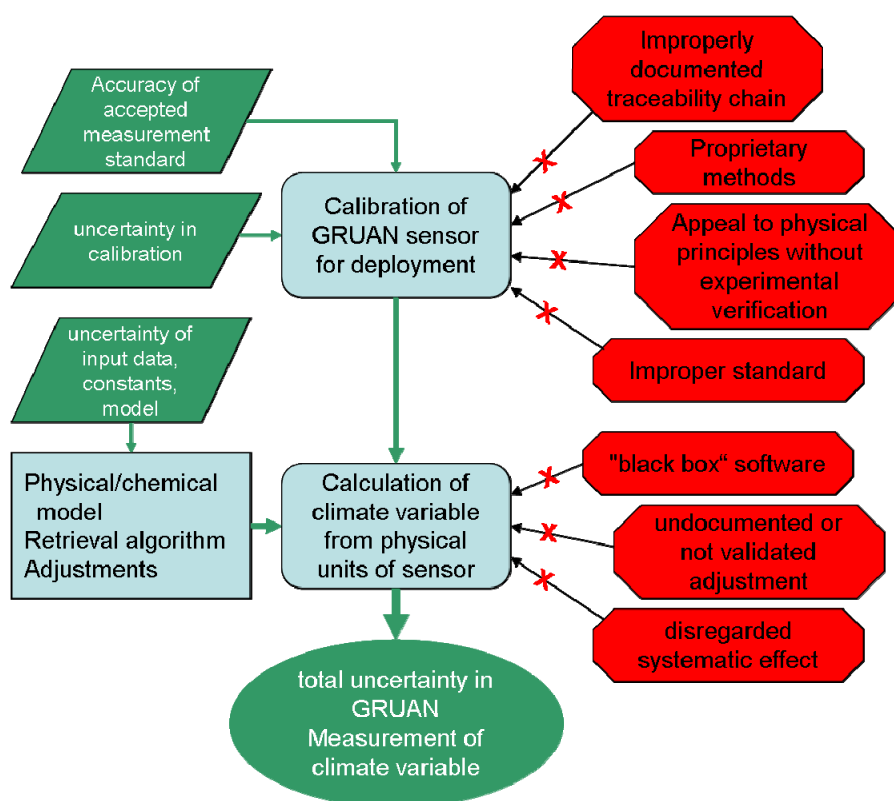 Accuracy of
accepted
measurement
standard
uncertainty in
calibration
uncertainty of
input data,
constants,
model
Physical/chemical
model
Retrieval algorithm
Adjustments
Calibration of
GRUAN sensor
for deployment
Calculation of
climate variable
from physical
units of sensor
total uncertainty in
GRUAN
Measurement of
climate variable
Improperly
documented
traceability chain
Proprietary
methods
Appeal to physical
principles without
experimental
verification
Improper standard
"black box“ software
undocumented or
not validated
adjustment
disregarded
systematic effect